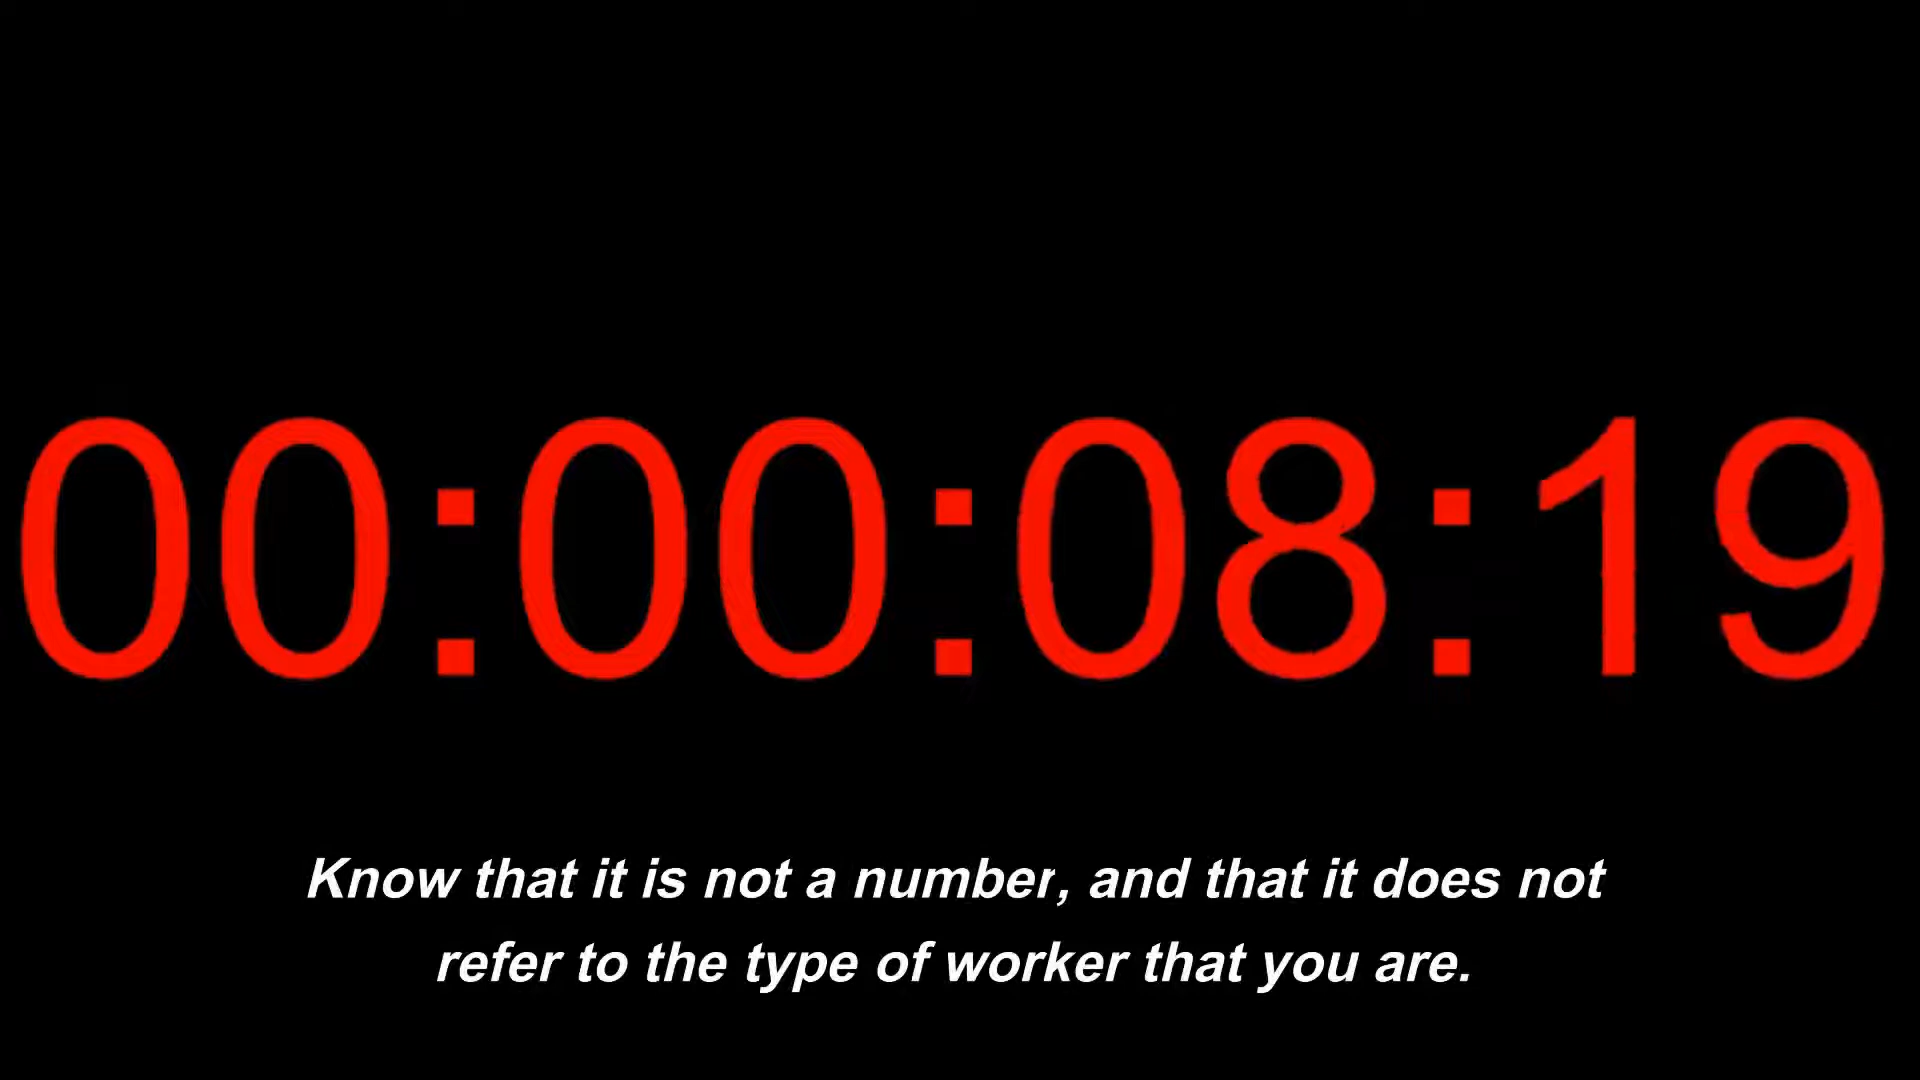 00:00:08:19
Know that it is not a number, and that it does not
refer to the type of worker that you are.